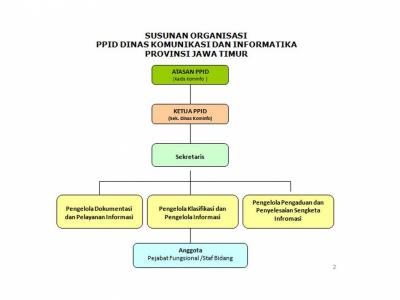 SUSUNAN ORGANISASI
PPID DINAS KOMUNIKASI DAN INFORMATIKA
PROVINSI JAWA TIMUR
ATASAN PPID
(Kadis Kominfo )
KETUA PPID
(Sek. Dinas Kominfo)
Sekretaris
Pengelola Dokumentasi
dan Pelayanan Informasi
Pengelola Klasifikasi dan
Pengelola Informasi
Pengelola Pengaduan dan
Penyelesaian Sengketa
Infromasi
Anggota
Pejabat Fungsional /Staf Bidang
2